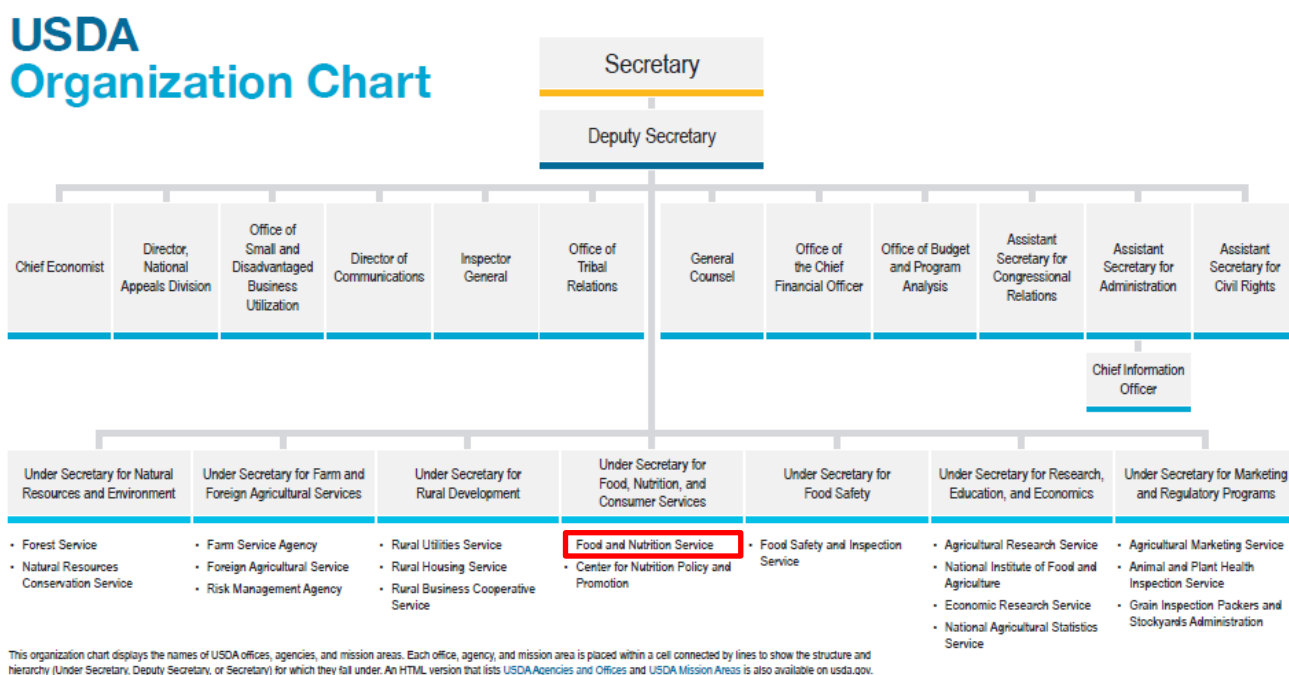 USDA
Organization Chart
Secretary
Deputy Secretary
Chief Economist
Director,
National
Appeals Division
Office of
Small and
Disadvantaged
Business
Utilization
Director of
Communications
Inspector
General
Office of
Tribal
Relations
General
Counsel
Office of
the Chief
Financial Officer
Office of Budget
and Program
Analysis
Assistant
Secretary for
Congressional
Relations
Assistant
Secretary for
Administration
Assistant
Secretary for
Civil Rights
Chief Information
Officer
Under Secretary for Natural
Resources and Environment
Under Secretary for Farm and
Foreign Agricultural Services
Under Secretary for
Rural Development
Under Secretary for
Food, Nutrition, and
Consumer Services
Under Secretary for
Food Safety
Under Secretary for Research,
Education, and Economics
Under Secretary for Marketing
and Regulatory Programs
• Forest Service
• Natural Resources
Conservation Service
• Farm Service Agency
• Foreign Agricultural Service
• Risk Management Agency
• Rural Utilities Service
• Rural Housing Service
• Rural Business Cooperative
Service
Food and Nutrition Service
• Center for Nutrition Policy and
Promotion
• Food Safety and Inspection
Service
• Agricultural Research Service
• National Institute of Food and
Agriculture
• Economic Research Service
• National Agricultural Statistics
Service
• Agricultural Marketing Service
• Animal and Plant Health
Inspection Service
• Grain Inspection Packers and
Stockyards Administration
This organization chart displays the names of USDA offices, agencies, and mission areas. Each office, agency, and mission area is placed within a cell connected by lines to show the structure and
hierarchy (Under Secretary, Deputy Secretary, or Secretary) for which they fall under. An HTML version that lists USDA Agencies and Offices and USDA Mission Areas is also available on usda.gov.